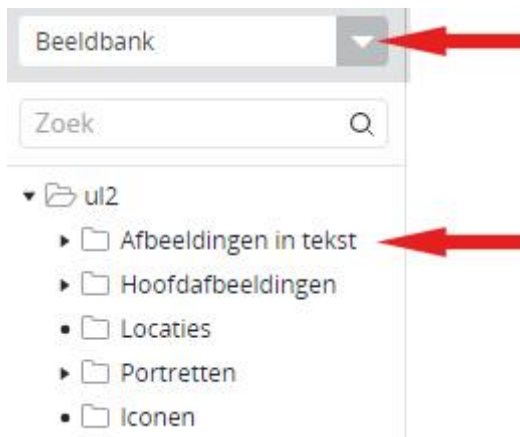 Beeldbank
Zoek
ul2
Afbeeldingen in tekst
Hoofdafbeeldingen
Locaties
Portretten
Iconen